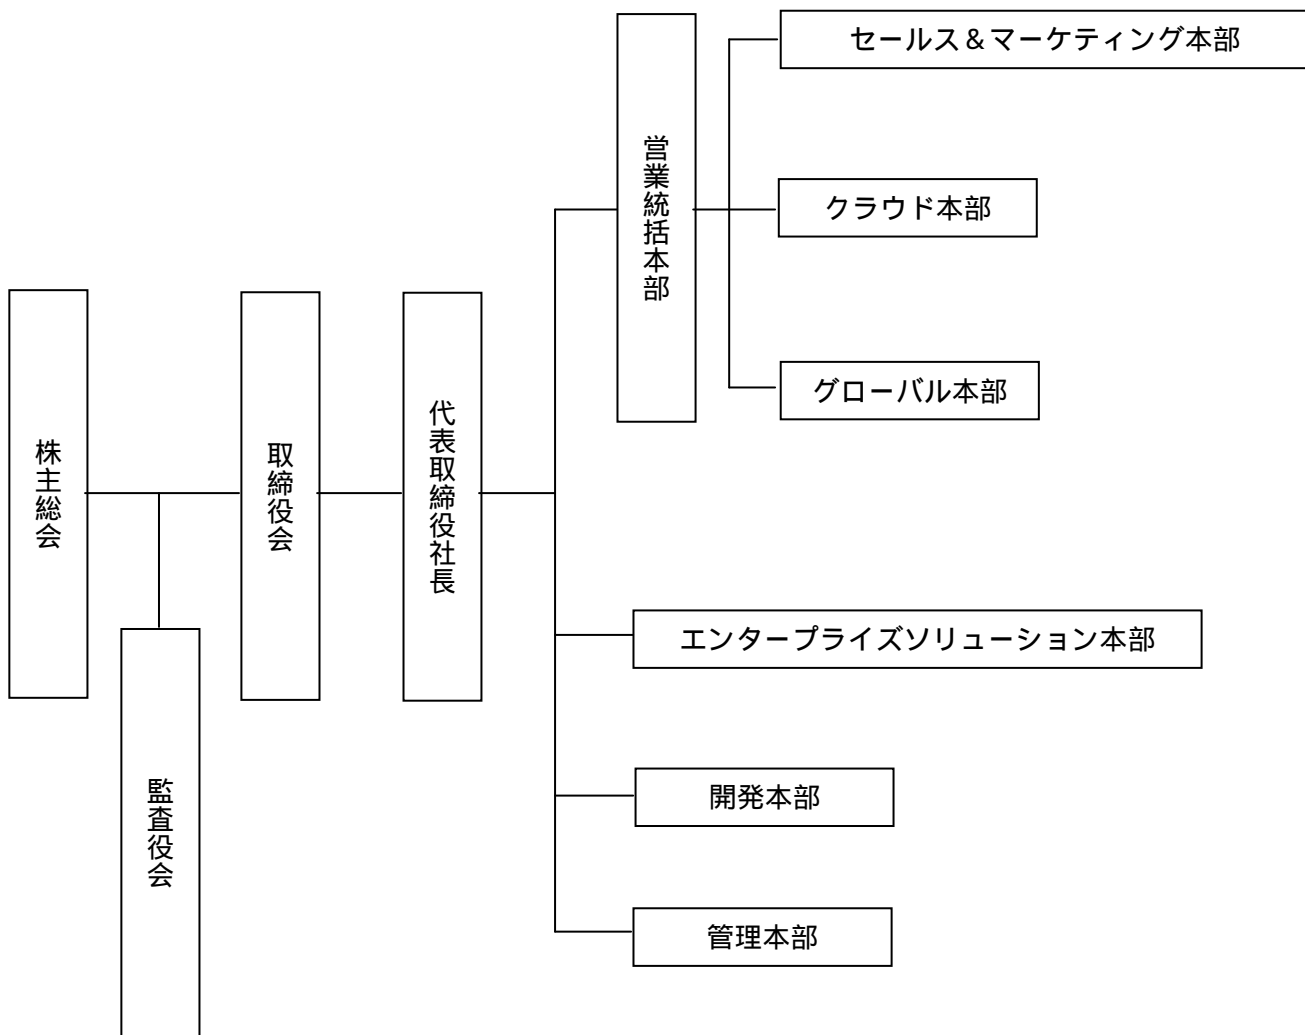 株主総会
監査役会
取締役会
代表取締役社長
営業統括本部
セールス＆マーケティング本部
クラウド本部
グローバル本部
エンタープライズソリューション本部
開発本部
管理本部